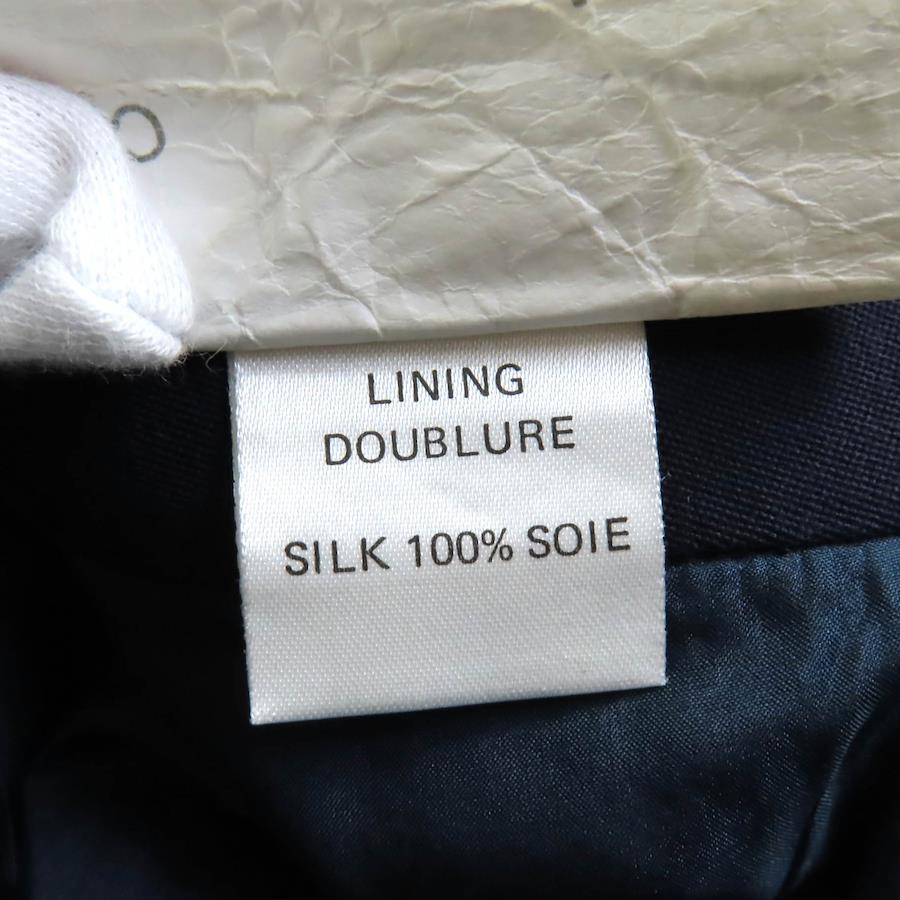 O
LINING
DOUBLURE
SILK 100% SOIE